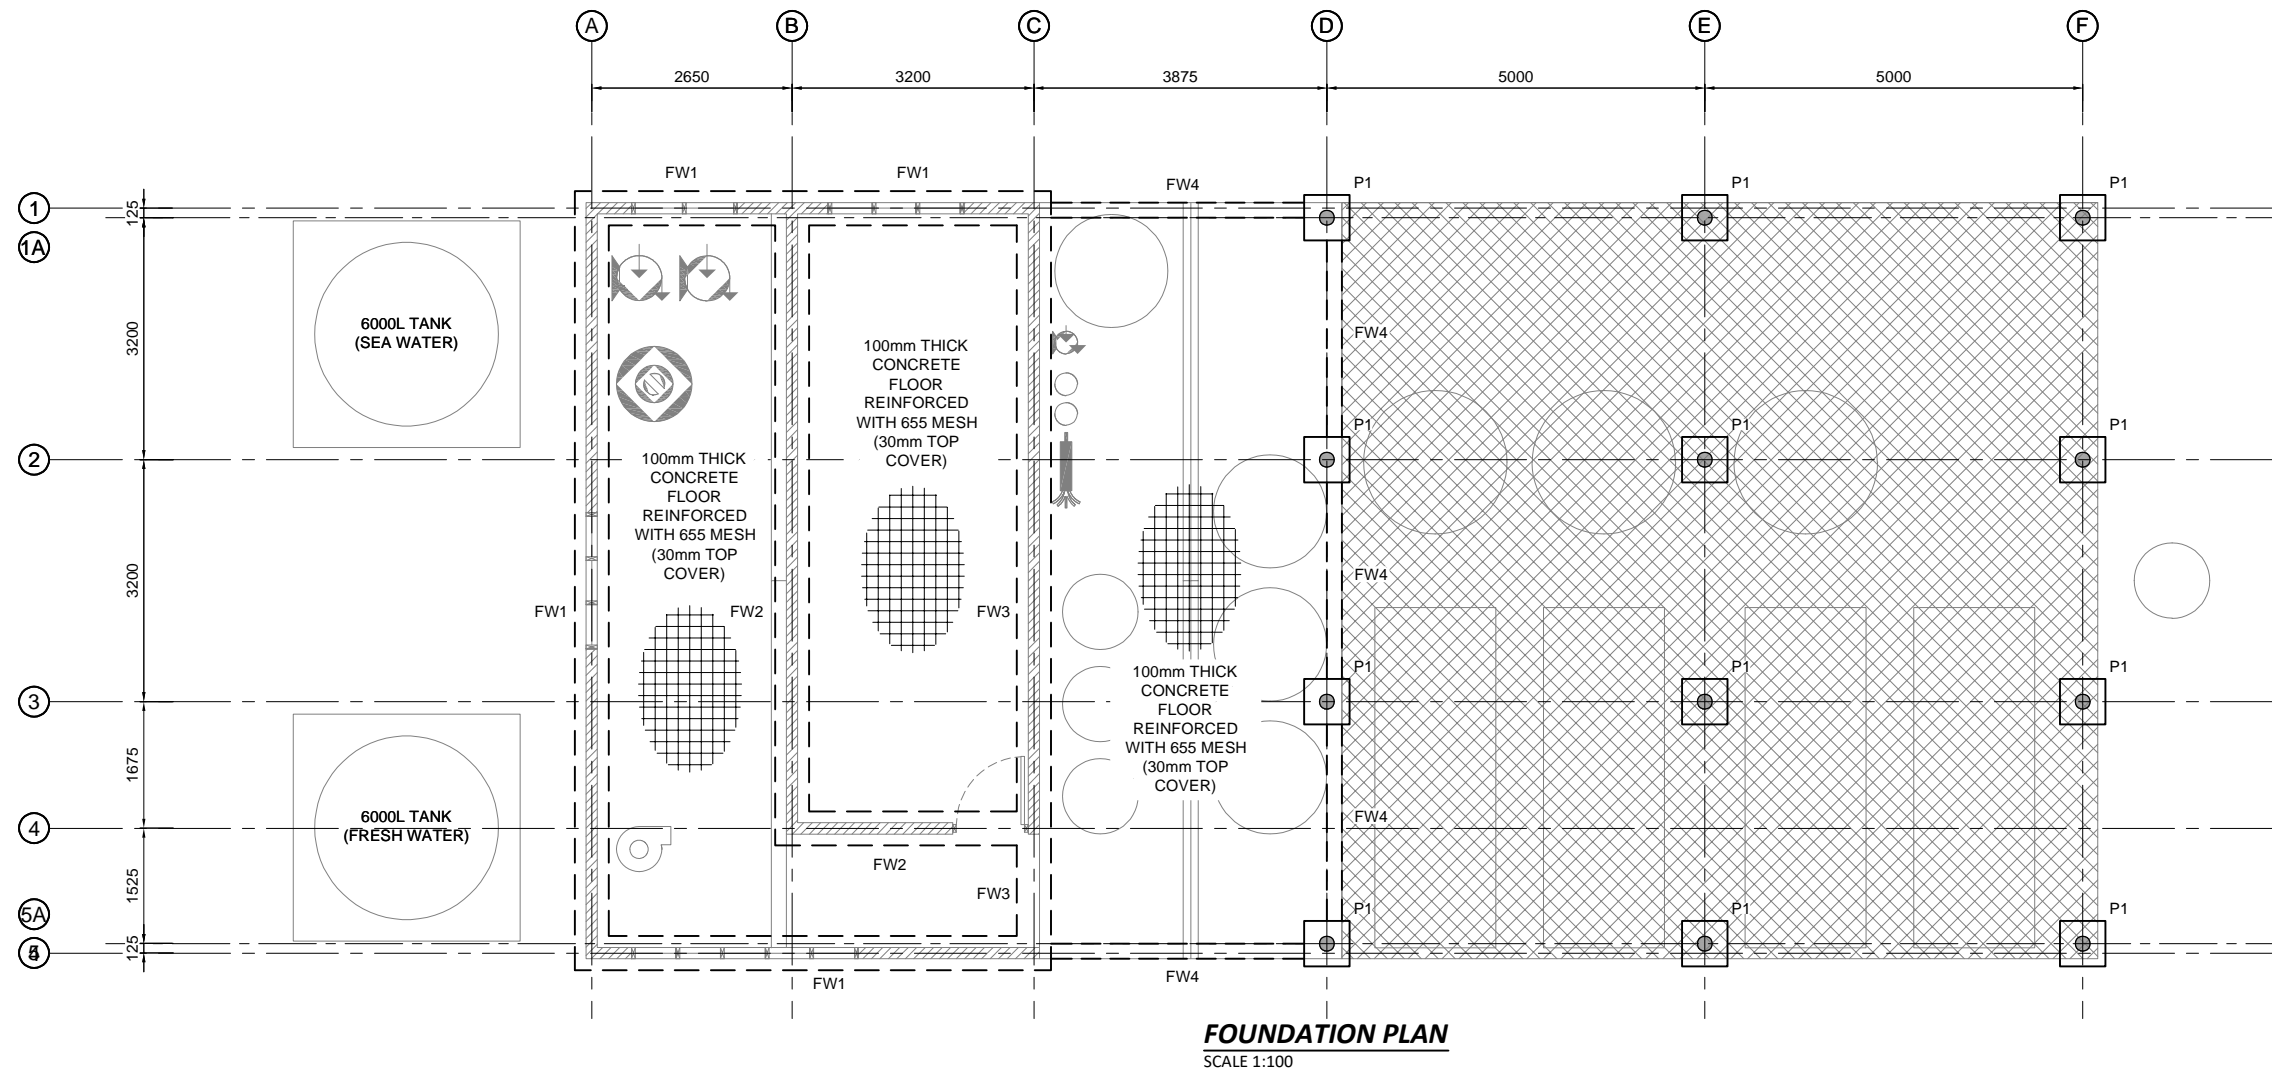 A
B
C
D
E
F
2650
3200
3875
5000
5000
FW1
FW1
FW4
P1
P1
P1
1
125
1A
6000L TANK
(SEA WATER)
3200
FW4
100mm THICK
CONCRETE
FLOOR
REINFORCED
WITH 655 MESH
(30mm TOP
COVER)
P1
P1
P1
2
100mm THICK
CONCRETE
FLOOR
REINFORCED
WITH 655 MESH
(30mm TOP
COVER)
3200
FW4
FW1
FW2
FW3
P1
P1
P1
3
100mm THICK
CONCRETE
FLOOR
REINFORCED
WITH 655 MESH
(30mm TOP
COVER)
1675
6000L TANK
(FRESH WATER)
4
FW4
FW2
1525
FW3
P1
P1
P1
5A
125
FW1
FW4
FOUNDATION PLAN
SCALE 1:100